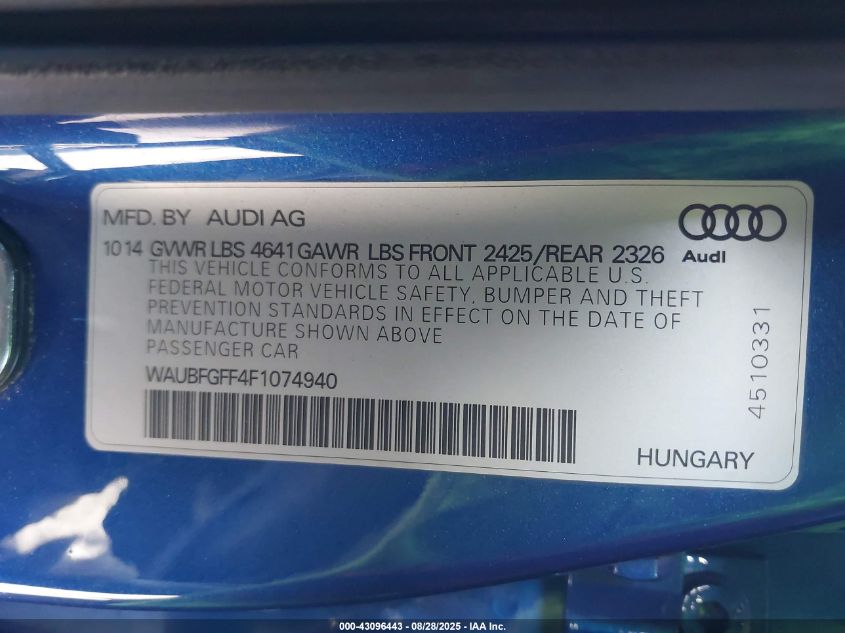 MFD. BY AUDI AG
Audi
10 14 GVWR LBS 4641 GAWR LBS FRONT 2425/REAR 2326
THIS VEHICLE CONFORMS TO ALL APPLICABLE U.S.
FEDERAL MOTOR VEHICLE SAFETY, BUMPER AND THEFT
PREVENTION STANDARDS IN EFFECT ON THE DATE OF
MANUFACTURE SHOWN ABOVE
PASSENGER CAR
WAUBFGFF4F1074940
4510331
HUNGARY
000-43096443 - 08/28/2025 - IAA Inc.